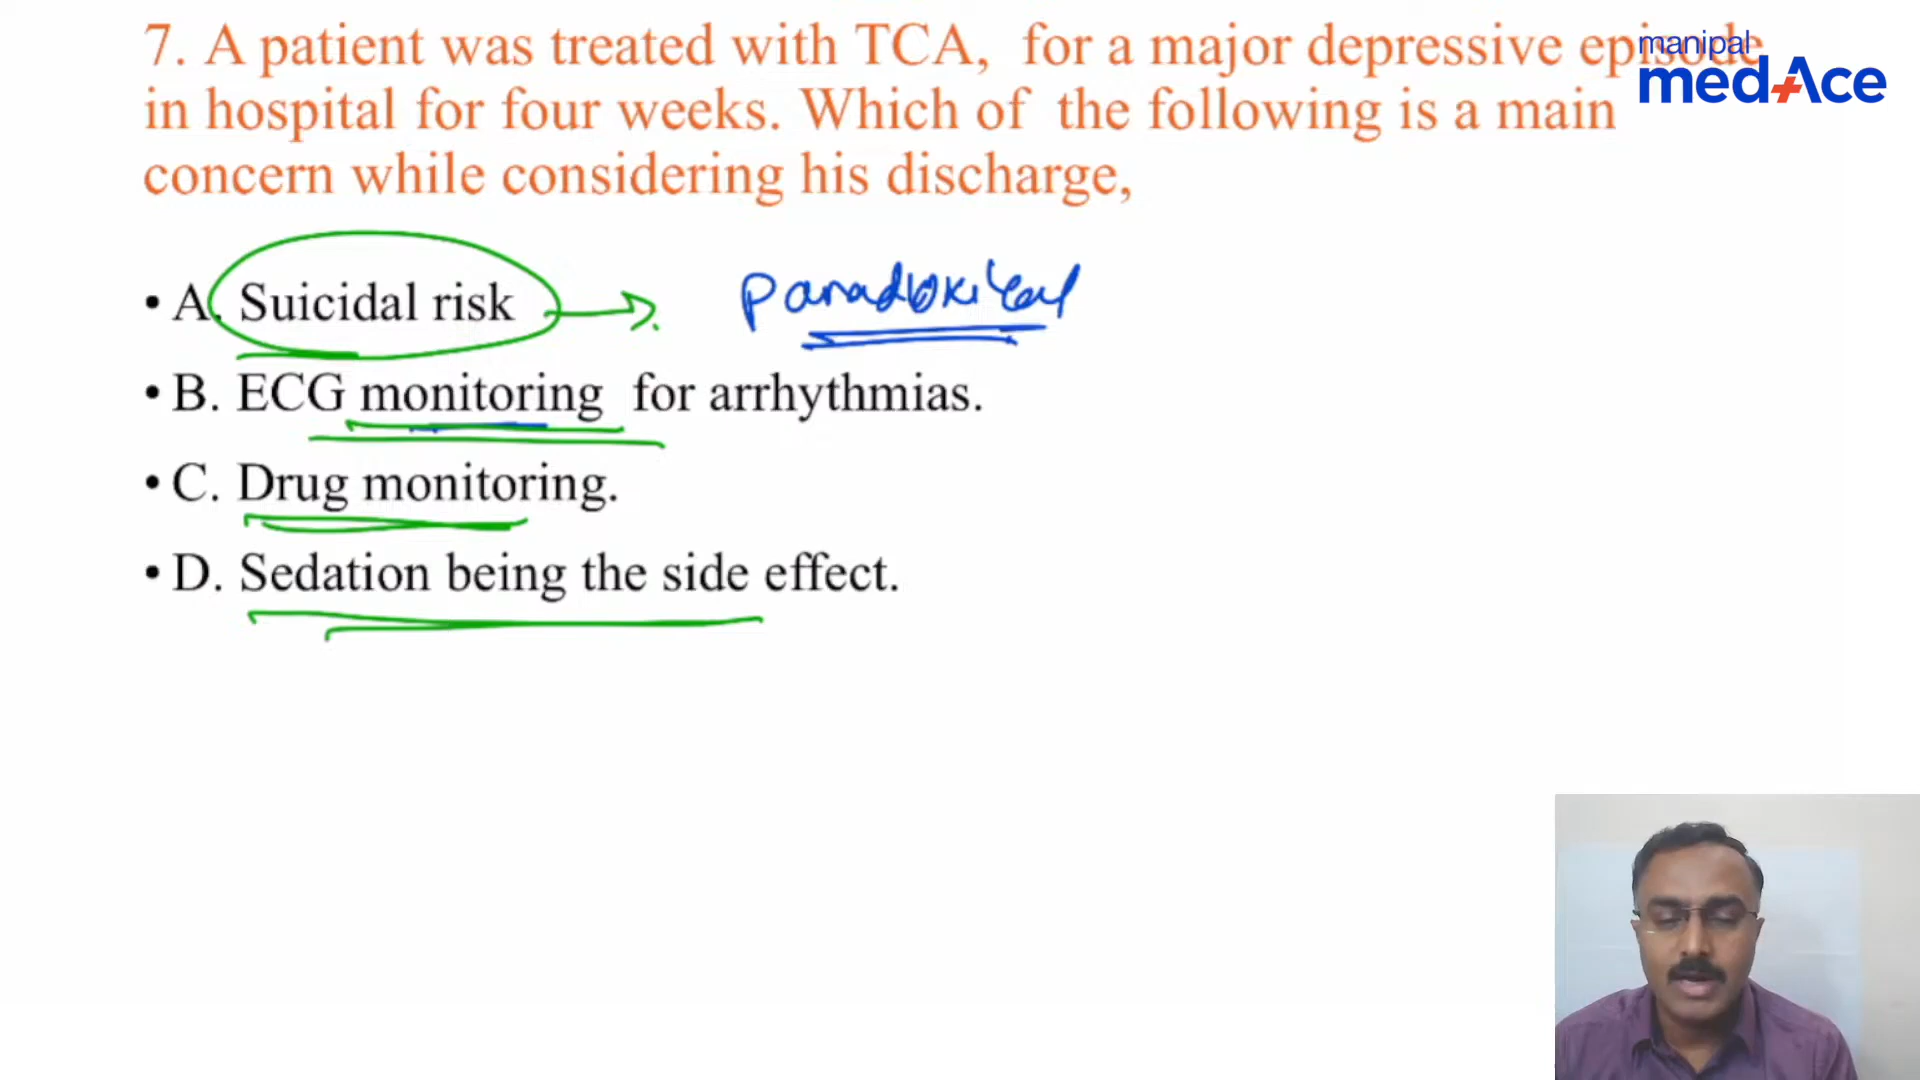 7. A patient was treated with TCA, for a major depressive episode
in hospital for four weeks. Which of the following is a main
concern while considering his discharge,
manipal
medAce
• A. Suicidal risk
Paradoxical
• B. ECG monitoring for arrhythmias.
• C. Drug monitoring.
• D. Sedation being the side effect.